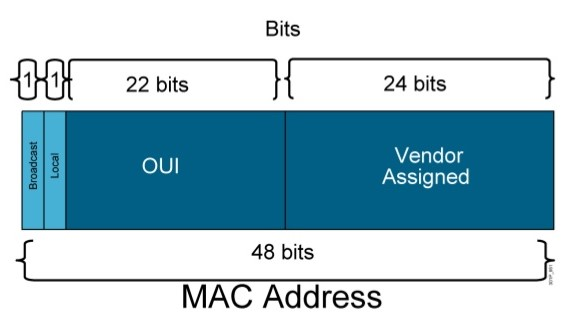 Bits
1 1 22 bits 24 bits
Broadcast
Local
OUI
Vendor
Assigned
48 bits
MAC Address